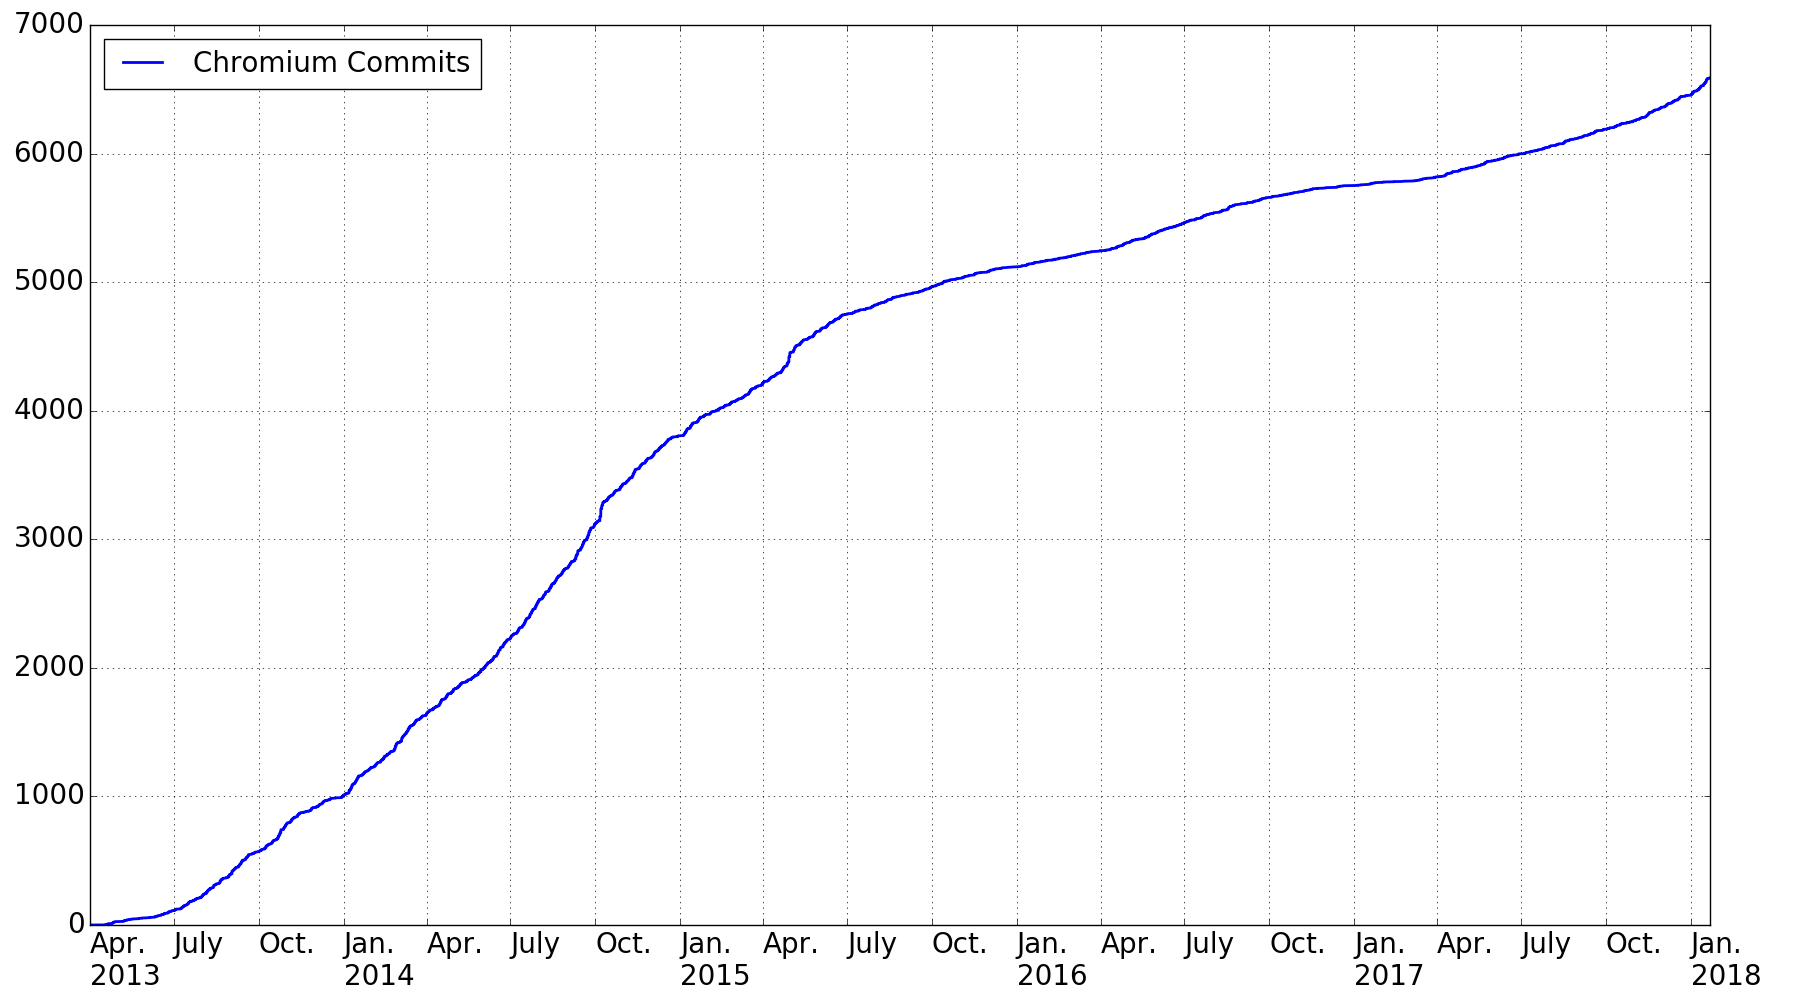 7000
Chromium Commits
6000
5000
4000
3000
2000
1000
0
Apr. July Oct. Jan. Apr. July Oct. Jan. Apr. July Oct. Jan. Apr. July Oct. Jan. Apr. July Oct. Jan.
2013 2014 2015 2016 2017 2018